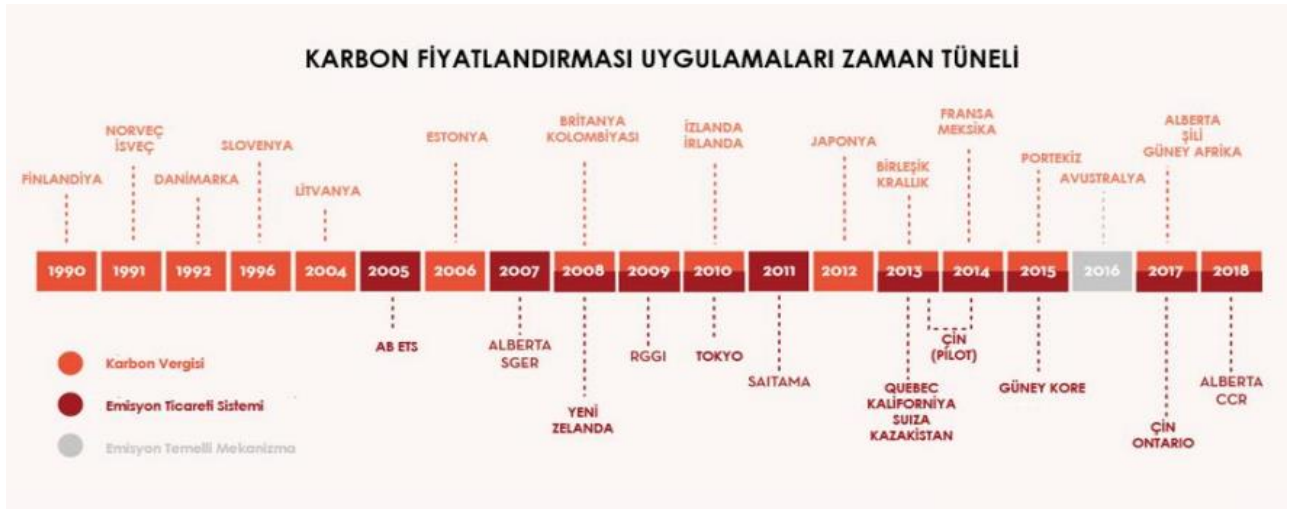 KARBON FİYATLANDIRMASI UYGULAMALARI ZAMAN TÜNELİ
FİNLANDİYA
NORVEÇ
İSVEÇ
DANİMARKA
SLOVENYA
LİTVANYA
ESTONYA
BRİTANYA
KOLOMBİYASI
İZLANDA
İRLANDA
JAPONYA
BİRLEŞİK
KRALLIK
FRANSA
MEKSİKA
PORTEKİZ
AVUSTRALYA
ALBERTA
ŞİLİ
GÜNEY AFRIKA
1990 1991 1992 1996 2004 2005 2006 2007 2008 2009 2010 2011 2012 2013 2014 2015 2016 2017 2018
AB ETS
ALBERTA
SGER
YENİ
ZELANDA
RGGI
TOKYO
SAITAMA
QUEBEC
KALİFORNİYA
SUIZA
KAZAKİSTAN
ÇİN
(PİLOT)
GÜNEY KORE
ÇİN
ONTARIO
ALBERTA
CCR
Karbon Vergisi
Emisyon Ticareti Sistemi
Emisyon Temelli Mekanizma